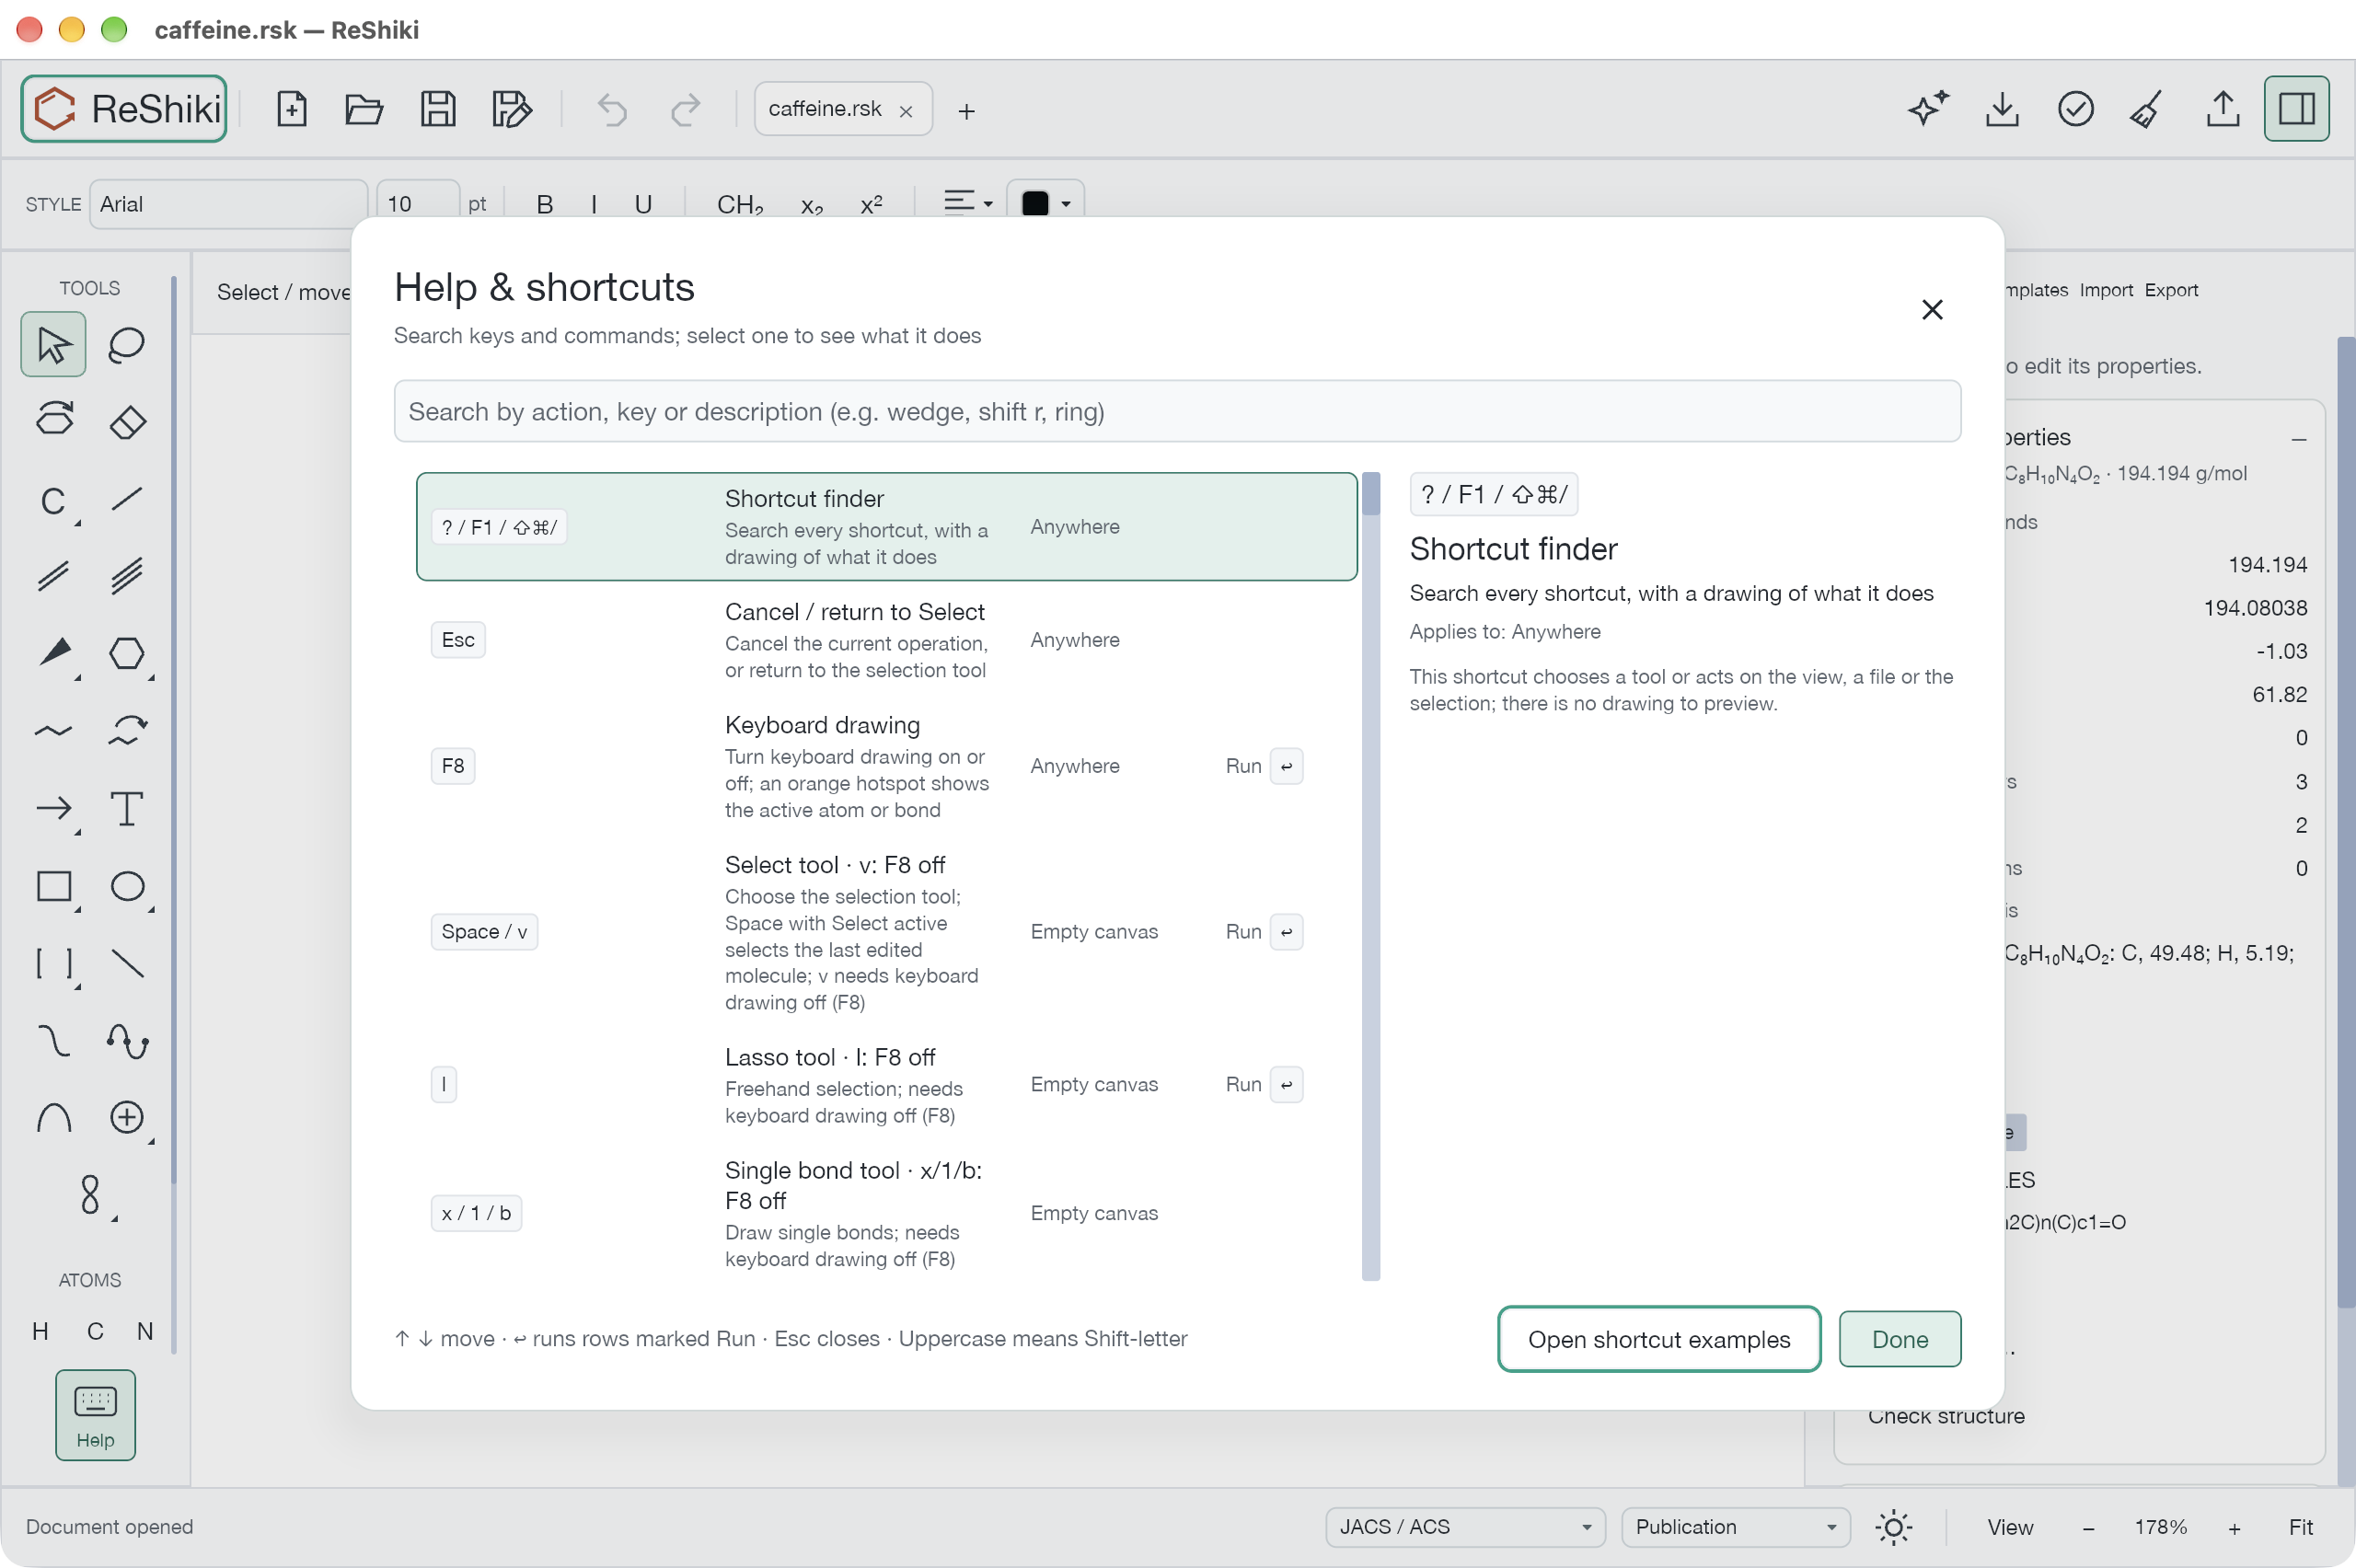 caffeine.rsk — ReShiki
ReShiki
caffeine.rsk
STYLE
Arial
10
pt
B
I
U
CH₂
x₂
x²
TOOLS
Select / move
C
T
ATOMS
H C N
Help
Help & shortcuts
Search keys and commands; select one to see what it does
Search by action, key or description (e.g. wedge, shift r, ring)
? / F1 / ⇧⌘/
Shortcut finder
Search every shortcut, with a
drawing of what it does
Anywhere
Esc
Cancel / return to Select
Cancel the current operation,
or return to the selection tool
Anywhere
F8
Keyboard drawing
Turn keyboard drawing on or
off; an orange hotspot shows
the active atom or bond
Anywhere
Run ↩
Space / v
Select tool · v: F8 off
Choose the selection tool;
Space with Select active
selects the last edited
molecule; v needs keyboard
drawing off (F8)
Empty canvas
Run ↩
l
Lasso tool · l: F8 off
Freehand selection; needs
keyboard drawing off (F8)
Empty canvas
Run ↩
x / 1 / b
Single bond tool · x/1/b:
F8 off
Draw single bonds; needs
keyboard drawing off (F8)
Empty canvas
? / F1 / ⇧⌘/
Shortcut finder
Search every shortcut, with a drawing of what it does
Applies to: Anywhere
This shortcut chooses a tool or acts on the view, a file or the
selection; there is no drawing to preview.
↑ ↓ move · ↩ runs rows marked Run · Esc closes · Uppercase means Shift-letter
Open shortcut examples
Done
mplates Import Export
o edit its properties.
perties
–
C₈H₁₀N₄O₂ · 194.194 g/mol
nds
194.194
194.08038
-1.03
61.82
0
rs
3
2
ns
0
is
C₈H₁₀N₄O₂: C, 49.48; H, 5.19;
e
LES
n2C)n(C)c1=O
..
Check structure
Document opened
JACS / ACS
Publication
View
–
178%
+
Fit